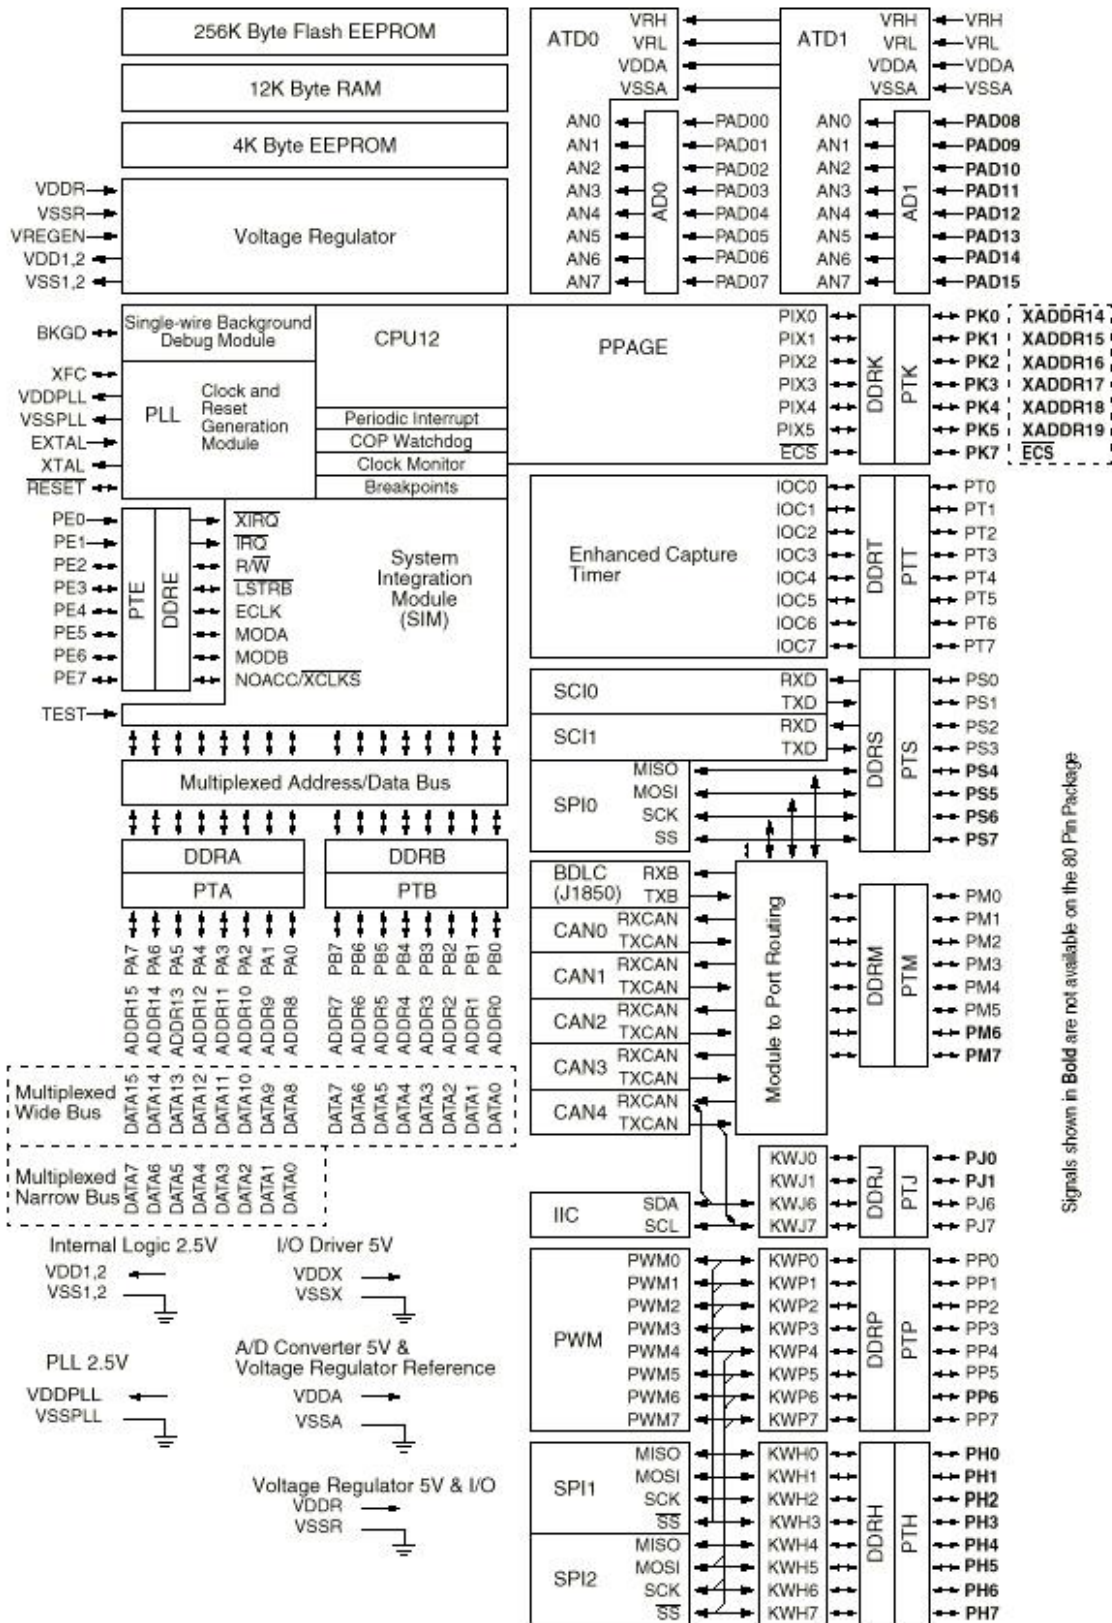 256K Byte Flash EEPROM
12K Byte RAM
4K Byte EEPROM
VDDR
VSSR
VREGEN
VDD1,2
VSS1,2
Voltage Regulator
ATD0
VRH
VRL
VDDA
VSSA
AN0
AN1
AN2
AN3
AN4
AN5
AN6
AN7
AD0
PAD00
PAD01
PAD02
PAD03
PAD04
PAD05
PAD06
PAD07
ATD1
VRH
VRL
VDDA
VSSA
AN0
AN1
AN2
AN3
AN4
AN5
AN6
AN7
AD1
VRH
VRL
VDDA
VSSA
PAD08
PAD09
PAD10
PAD11
PAD12
PAD13
PAD14
PAD15
BKGD
XFC
VDDPLL
VSSPLL
EXTAL
XTAL
RESET
Single-wire Background
Debug Module
CPU12
PLL
Clock and
Reset
Generation
Module
Periodic Interrupt
COP Watchdog
Clock Monitor
Breakpoints
PPAGE
PIX0
PIX1
PIX2
PIX3
PIX4
PIX5
ECS
DDRK
PTK
PK0
PK1
PK2
PK3
PK4
PK5
PK7
XADDR14
XADDR15
XADDR16
XADDR17
XADDR18
XADDR19
ECS
PE0
PE1
PE2
PE3
PE4
PE5
PE6
PE7
TEST
PTE
DDRE
XIRQ
IRQ
R/W
LSTRB
ECLK
MODA
MODB
NOACC/XCLKS
System
Integration
Module
(SIM)
Enhanced Capture
Timer
IOC0
IOC1
IOC2
IOC3
IOC4
IOC5
IOC6
IOC7
DDRT
PTT
PT0
PT1
PT2
PT3
PT4
PT5
PT6
PT7
Multiplexed Address/Data Bus
DDRA
PTA
DDRB
PTB
PA7
PA6
PA5
PA4
PA3
PA2
PA1
PA0
PB7
PB6
PB5
PB4
PB3
PB2
PB1
PB0
ADDR15
ADDR14
ADDR13
ADDR12
ADDR11
ADDR10
ADDR9
ADDR8
ADDR7
ADDR6
ADDR5
ADDR4
ADDR3
ADDR2
ADDR1
ADDR0
Multiplexed
Wide Bus
DATA15
DATA14
DATA13
DATA12
DATA11
DATA10
DATA9
DATA8
DATA7
DATA6
DATA5
DATA4
DATA3
DATA2
DATA1
DATA0
Multiplexed
Narrow Bus
DATA7
DATA6
DATA5
DATA4
DATA3
DATA2
DATA1
DATA0
SCI0
RXD
TXD
SCI1
RXD
TXD
SPI0
MISO
MOSI
SCK
SS
DDRS
PTS
PS0
PS1
PS2
PS3
PS4
PS5
PS6
PS7
BDLC
(J1850)
RXB
TXB
CAN0
RXCAN
TXCAN
CAN1
RXCAN
TXCAN
CAN2
RXCAN
TXCAN
CAN3
RXCAN
TXCAN
CAN4
RXCAN
TXCAN
Module to Port Routing
DDRM
PTM
PM0
PM1
PM2
PM3
PM4
PM5
PM6
PM7
IIC
SDA
SCL
KWJ0
KWJ1
KWJ6
KWJ7
DDRJ
PTJ
PJ0
PJ1
PJ6
PJ7
PWM
PWM0
PWM1
PWM2
PWM3
PWM4
PWM5
PWM6
PWM7
KWP0
KWP1
KWP2
KWP3
KWP4
KWP5
KWP6
KWP7
DDRP
PTP
PP0
PP1
PP2
PP3
PP4
PP5
PP6
PP7
SPI1
MISO
MOSI
SCK
SS
SPI2
MISO
MOSI
SCK
SS
KWH0
KWH1
KWH2
KWH3
KWH4
KWH5
KWH6
KWH7
DDRH
PTH
PH0
PH1
PH2
PH3
PH4
PH5
PH6
PH7
Internal Logic 2.5V
VDD1,2
VSS1,2
I/O Driver 5V
VDDX
VSSX
PLL 2.5V
VDDPLL
VSSPLL
A/D Converter 5V &
Voltage Regulator Reference
VDDA
VSSA
Voltage Regulator 5V & I/O
VDDR
VSSR
Signals shown in Bold are not available on the 80 Pin Package